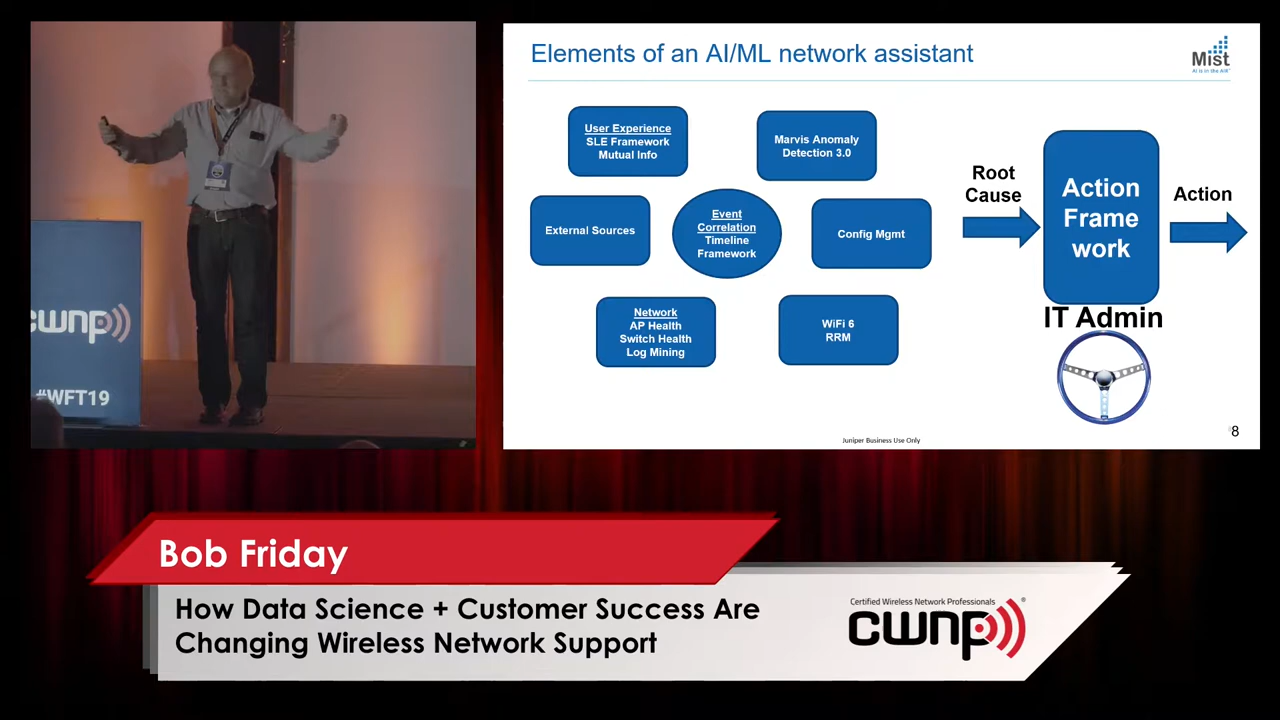 Elements of an AI/ML network assistant
Mist
AI is in the AIR
User Experience
SLE Framework
Mutual Info
Marvis Anomaly
Detection 3.0
External Sources
Event
Correlation
Timeline
Framework
Config Mgmt
Network
AP Health
Switch Health
Log Mining
WiFi 6
RRM
Root
Cause
Action
Frame
work
Action
IT Admin
Juniper Business Use Only
8
cwnp
#WFT19
Bob Friday
How Data Science + Customer Success Are
Changing Wireless Network Support
Certified Wireless Network Professionals
cwnp®